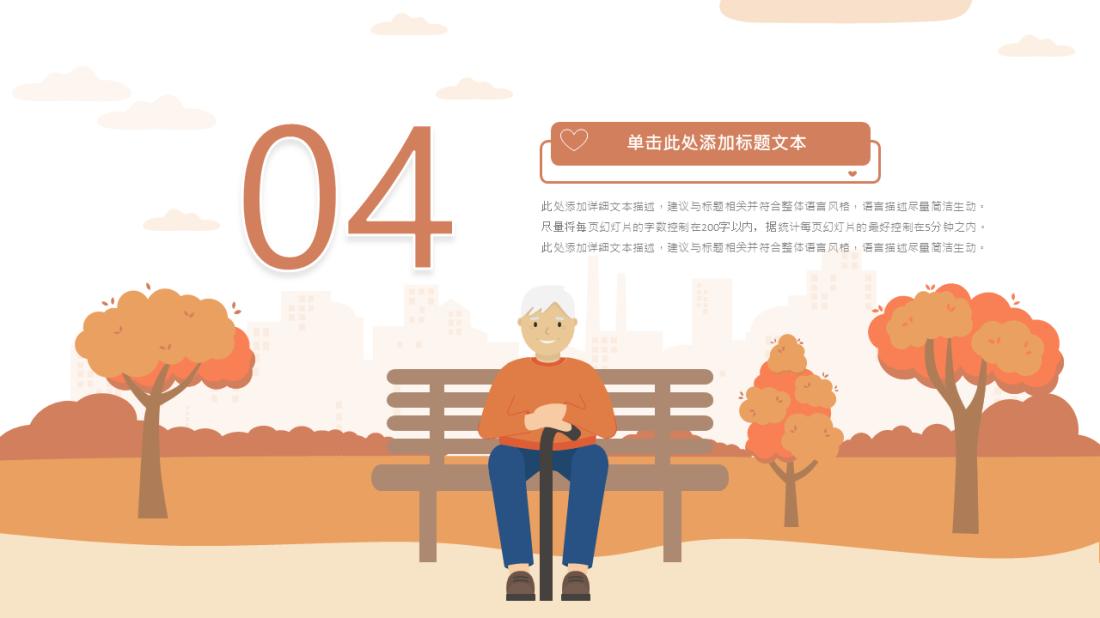 04
单击此处添加标题文本
此处添加详细文本描述，建议与标题相关并符合整体语言风格，语言描述尽量简洁生动。
尽量将每页幻灯片的字数控制在200字以内，据统计每页幻灯片的最好控制在5分钟之内。
此处添加详细文本描述，建议与标题相关并符合整体语言风格，语言描述尽量简洁生动。